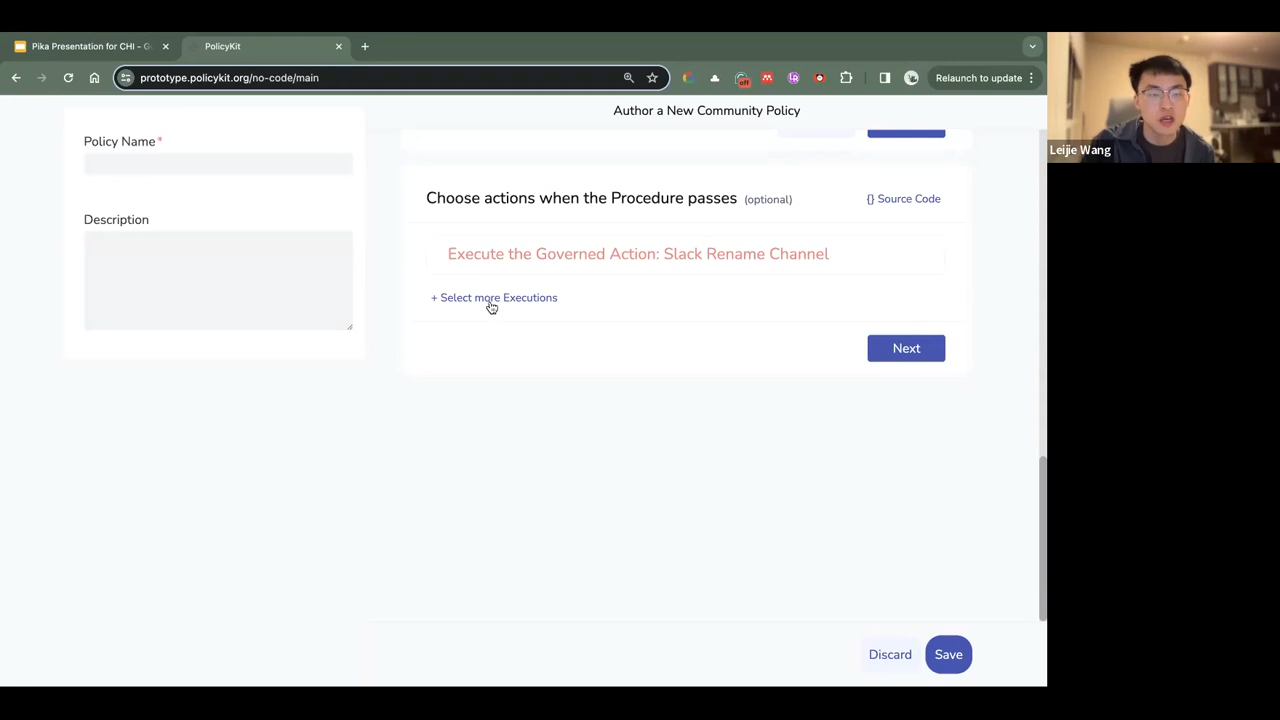 Pika Presentation for CHI - G
PolicyKit
prototype.policykit.org/no-code/main
off
Relaunch to update
Author a New Community Policy
Leijie Wang
Policy Name*
Description
Choose actions when the Procedure passes (optional)
{} Source Code
Execute the Governed Action: Slack Rename Channel
+ Select more Executions
Next
Discard
Save